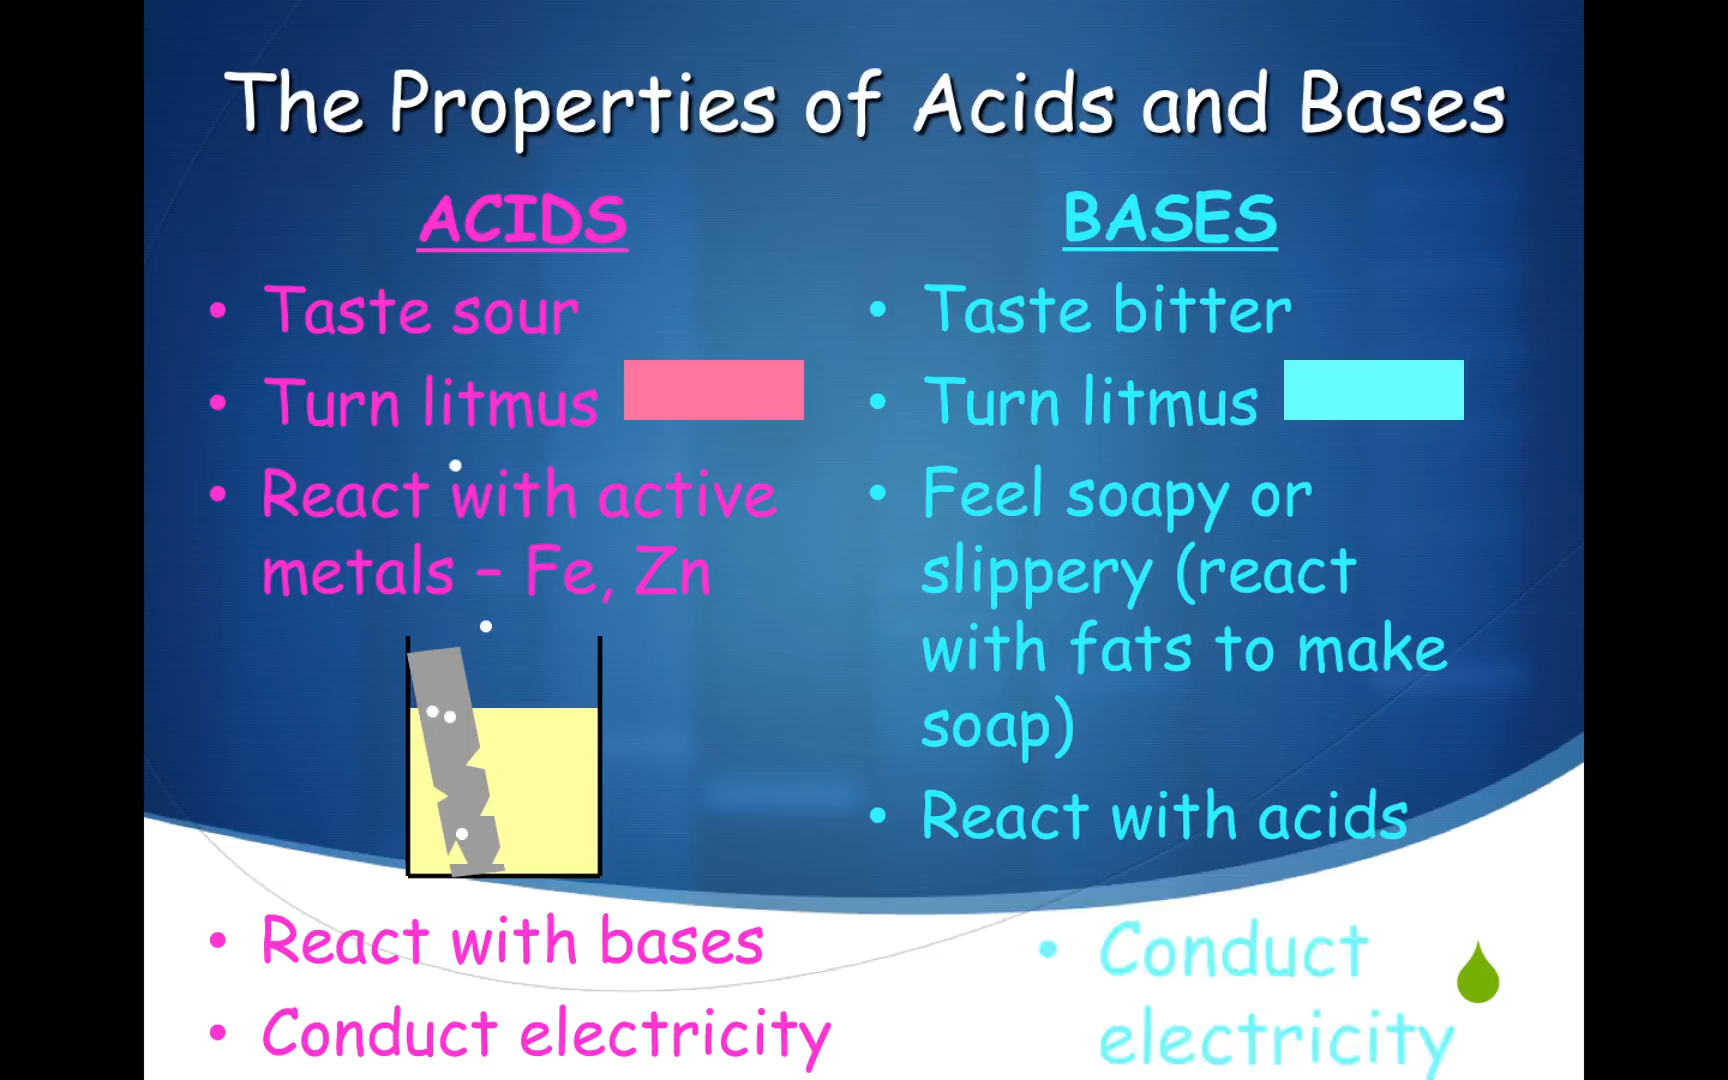 The Properties of Acids and Bases
ACIDS
• Taste sour
• Turn litmus
• React with active
metals – Fe, Zn
• React with bases
• Conduct electricity
BASES
• Taste bitter
• Turn litmus
• Feel soapy or
slippery (react
with fats to make
soap)
• React with acids
• Conduct
electricity